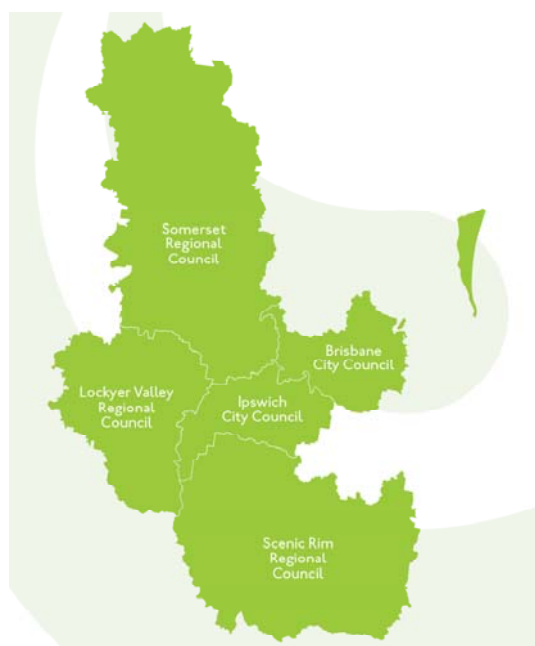 Somerset
Regional
Council
Brisbane
City Council
Lockyer Valley
Regional
Council
Ipswich
City Council
Scenic Rim
Regional
Council